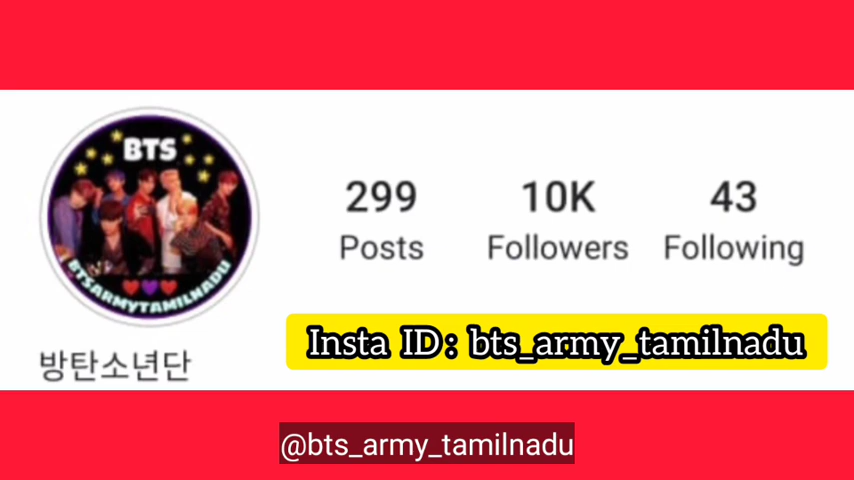 BTS
BTSARMYTAMILNADU
방탄소년단
299
Posts
10K
Followers
43
Following
Insta ID: bts_army_tamilnadu
@bts_army_tamilnadu